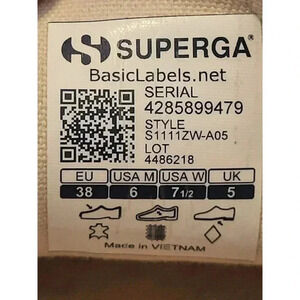 SUPERGA®
BasicLabels.net
SERIAL
4285899479
STYLE
S1111ZW-A05
LOT
4486218
EU USA M USA W UK
38 6 7 1/2 5
Made in VIETNAM